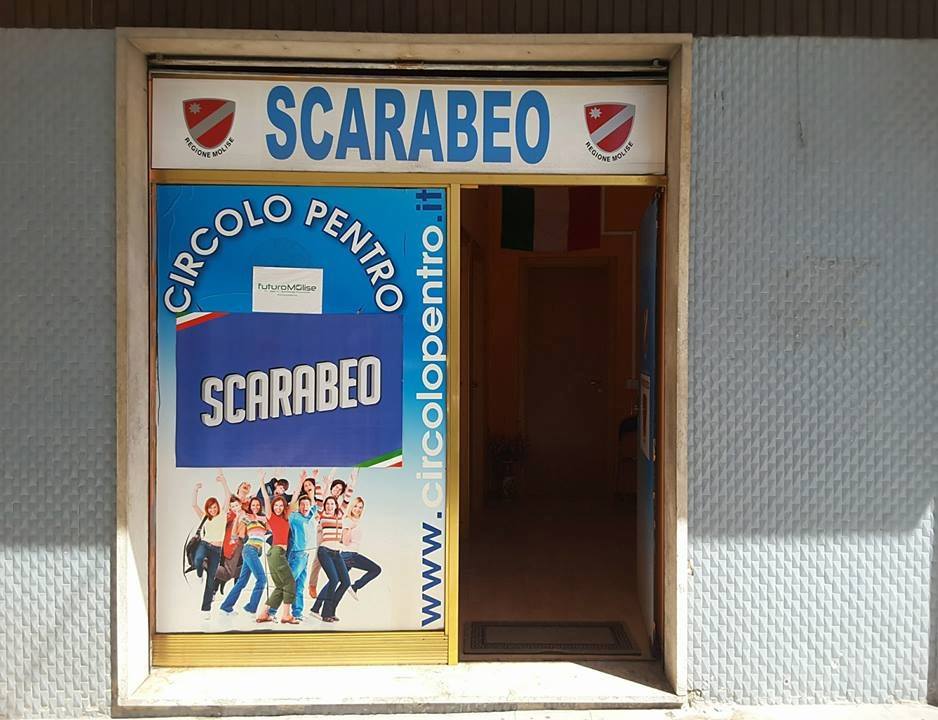 SCARABEO
REGIONE MOLISE
REGIONE MOLISE
CIRCOLO PENTRO
futuroMOlise
SCARABEO
www.circolopentro.it